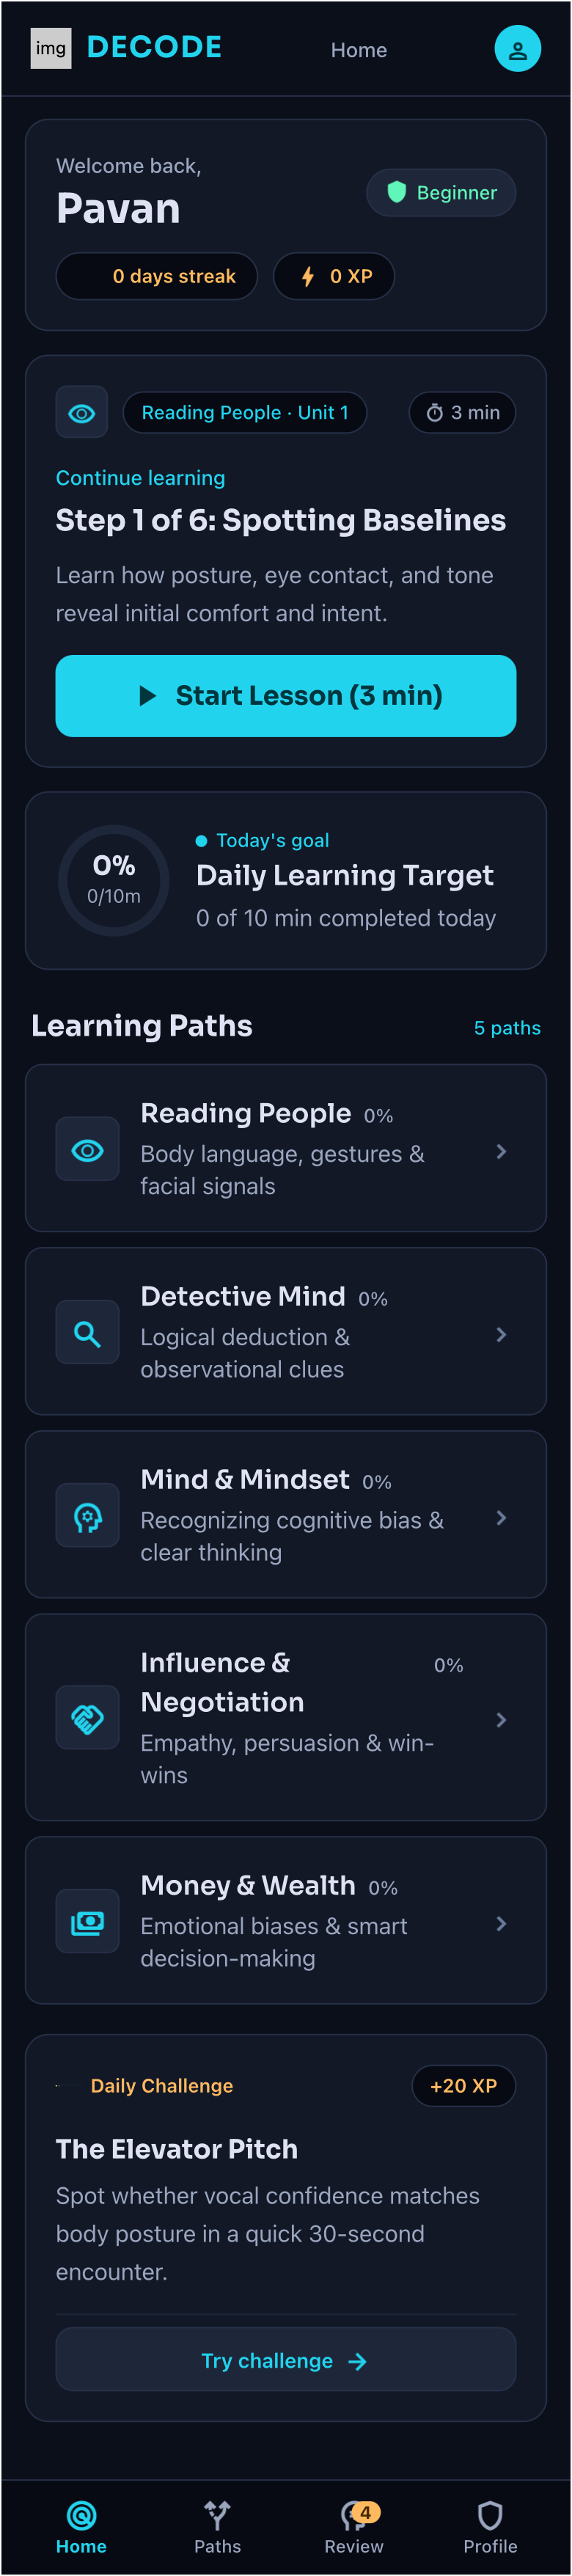 img DECODE Home
Welcome back,
Pavan
Beginner
0 days streak
0 XP
Reading People · Unit 1
3 min
Continue learning
Step 1 of 6: Spotting Baselines
Learn how posture, eye contact, and tone
reveal initial comfort and intent.
Start Lesson (3 min)
0%
0/10m
Today's goal
Daily Learning Target
0 of 10 min completed today
Learning Paths
5 paths
Reading People 0%
Body language, gestures &
facial signals
Detective Mind 0%
Logical deduction &
observational clues
Mind & Mindset 0%
Recognizing cognitive bias &
clear thinking
Influence & 0%
Negotiation
Empathy, persuasion & win-
wins
Money & Wealth 0%
Emotional biases & smart
decision-making
Daily Challenge
+20 XP
The Elevator Pitch
Spot whether vocal confidence matches
body posture in a quick 30-second
encounter.
Try challenge
4
Home Paths Review Profile